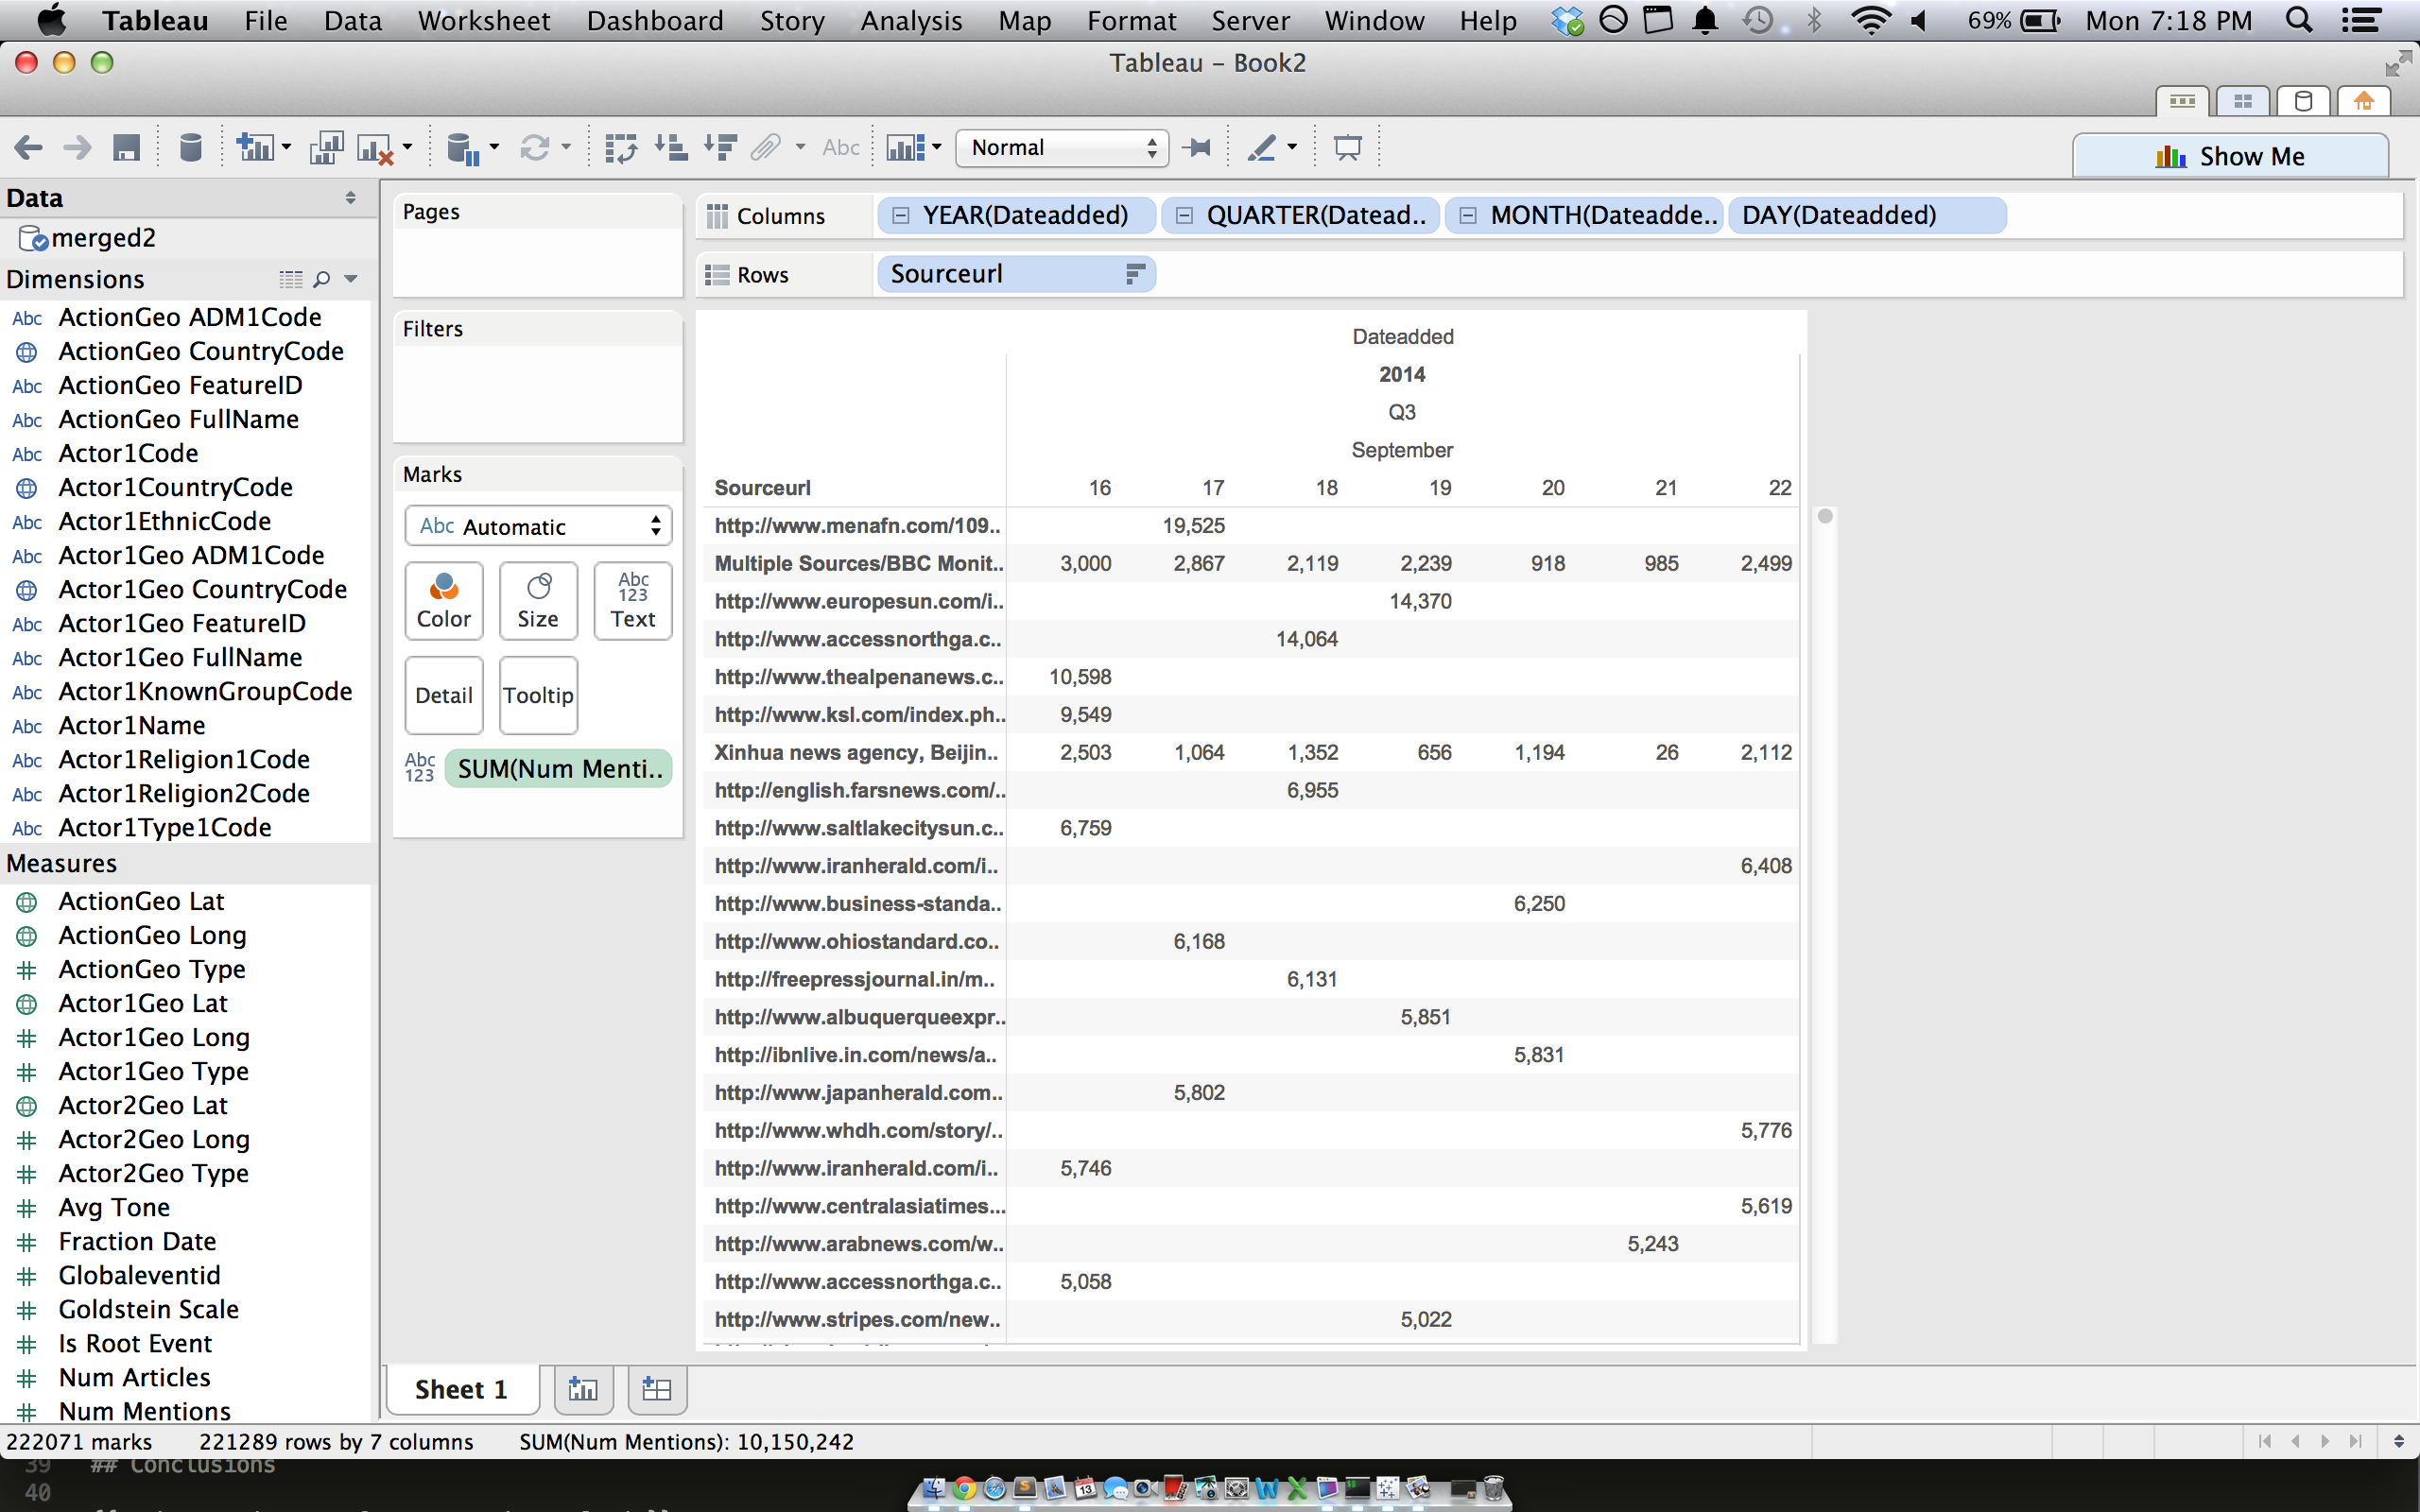 Tableau File Data Worksheet Dashboard Story Analysis Map Format Server Window Help 69% Mon 7:18 PM
Tableau – Book2
Abc Normal Show Me
Data
merged2
Dimensions
Abc ActionGeo ADM1Code
ActionGeo CountryCode
Abc ActionGeo FeatureID
Abc ActionGeo FullName
Abc Actor1Code
Actor1CountryCode
Abc Actor1EthnicCode
Abc Actor1Geo ADM1Code
Actor1Geo CountryCode
Abc Actor1Geo FeatureID
Abc Actor1Geo FullName
Abc Actor1KnownGroupCode
Abc Actor1Name
Abc Actor1Religion1Code
Abc Actor1Religion2Code
Abc Actor1Type1Code
Measures
ActionGeo Lat
ActionGeo Long
# ActionGeo Type
Actor1Geo Lat
# Actor1Geo Long
# Actor1Geo Type
Actor2Geo Lat
# Actor2Geo Long
# Actor2Geo Type
# Avg Tone
# Fraction Date
# Globaleventid
# Goldstein Scale
# Is Root Event
# Num Articles
# Num Mentions
Pages
Filters
Marks
Abc Automatic
Color Size Abc 123 Text
Detail Tooltip
Abc 123 SUM(Num Menti..
Columns YEAR(Dateadded) QUARTER(Datead.. MONTH(Dateadde.. DAY(Dateadded)
Rows Sourceurl
Dateadded
2014
Q3
September
Sourceurl 16 17 18 19 20 21 22
http://www.menafn.com/109.. 19,525
Multiple Sources/BBC Monit.. 3,000 2,867 2,119 2,239 918 985 2,499
http://www.europesun.com/i.. 14,370
http://www.accessnorthga.c.. 14,064
http://www.thealpenanews.c.. 10,598
http://www.ksl.com/index.ph.. 9,549
Xinhua news agency, Beijin.. 2,503 1,064 1,352 656 1,194 26 2,112
http://english.farsnews.com/.. 6,955
http://www.saltlakecitysun.c.. 6,759
http://www.iranherald.com/i.. 6,408
http://www.business-standa.. 6,250
http://www.ohiostandard.co.. 6,168
http://freepressjournal.in/m.. 6,131
http://www.albuquerqueexpr.. 5,851
http://ibnlive.in.com/news/a.. 5,831
http://www.japanherald.com.. 5,802
http://www.whdh.com/story/.. 5,776
http://www.iranherald.com/i.. 5,746
http://www.centralasiatimes... 5,619
http://www.arabnews.com/w.. 5,243
http://www.accessnorthga.c.. 5,058
http://www.stripes.com/new.. 5,022
Sheet 1
222071 marks 221289 rows by 7 columns SUM(Num Mentions): 10,150,242
39 ## Conclusions
40
13